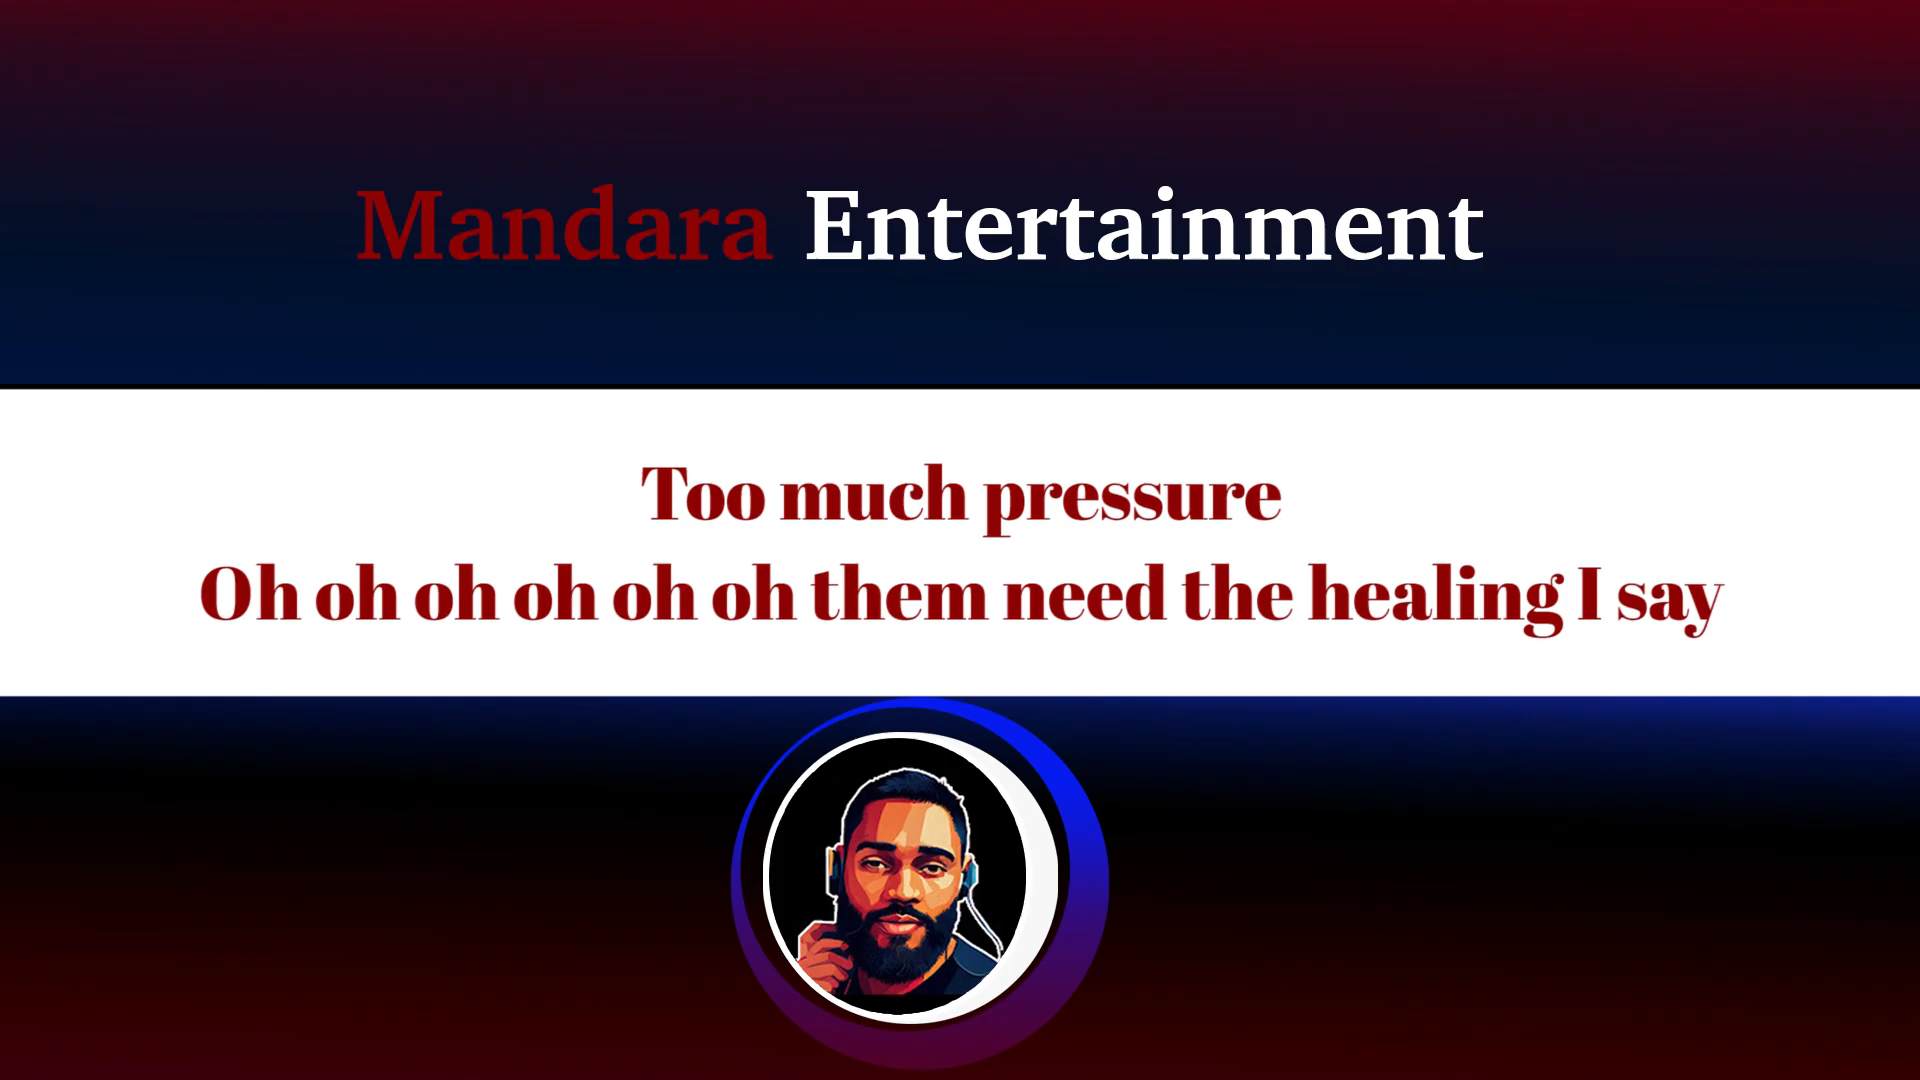 Mandara Entertainment
Too much pressure
Oh oh oh oh oh oh them need the healing I say